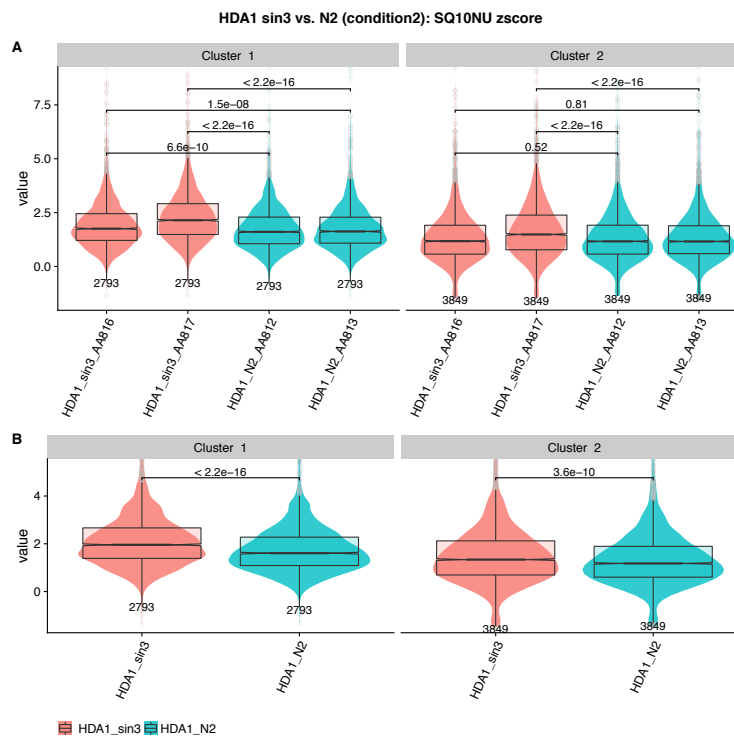 HDA1 sin3 vs. N2 (condition2): SQ10NU zscore
A
Cluster 1
Cluster 2
< 2.2e−16
1.5e−08
< 2.2e−16
6.6e−10
< 2.2e−16
0.81
< 2.2e−16
0.52
value
7.5
5.0
2.5
0.0
2793
2793
2793
2793
3849
3849
3849
3849
HDA1_sin3_AA816
HDA1_sin3_AA817
HDA1_N2_AA812
HDA1_N2_AA813
HDA1_sin3_AA816
HDA1_sin3_AA817
HDA1_N2_AA812
HDA1_N2_AA813
B
Cluster 1
Cluster 2
< 2.2e−16
3.6e−10
value
4
2
0
2793
2793
3849
3849
HDA1_sin3
HDA1_N2
HDA1_sin3
HDA1_N2
HDA1_sin3 HDA1_N2